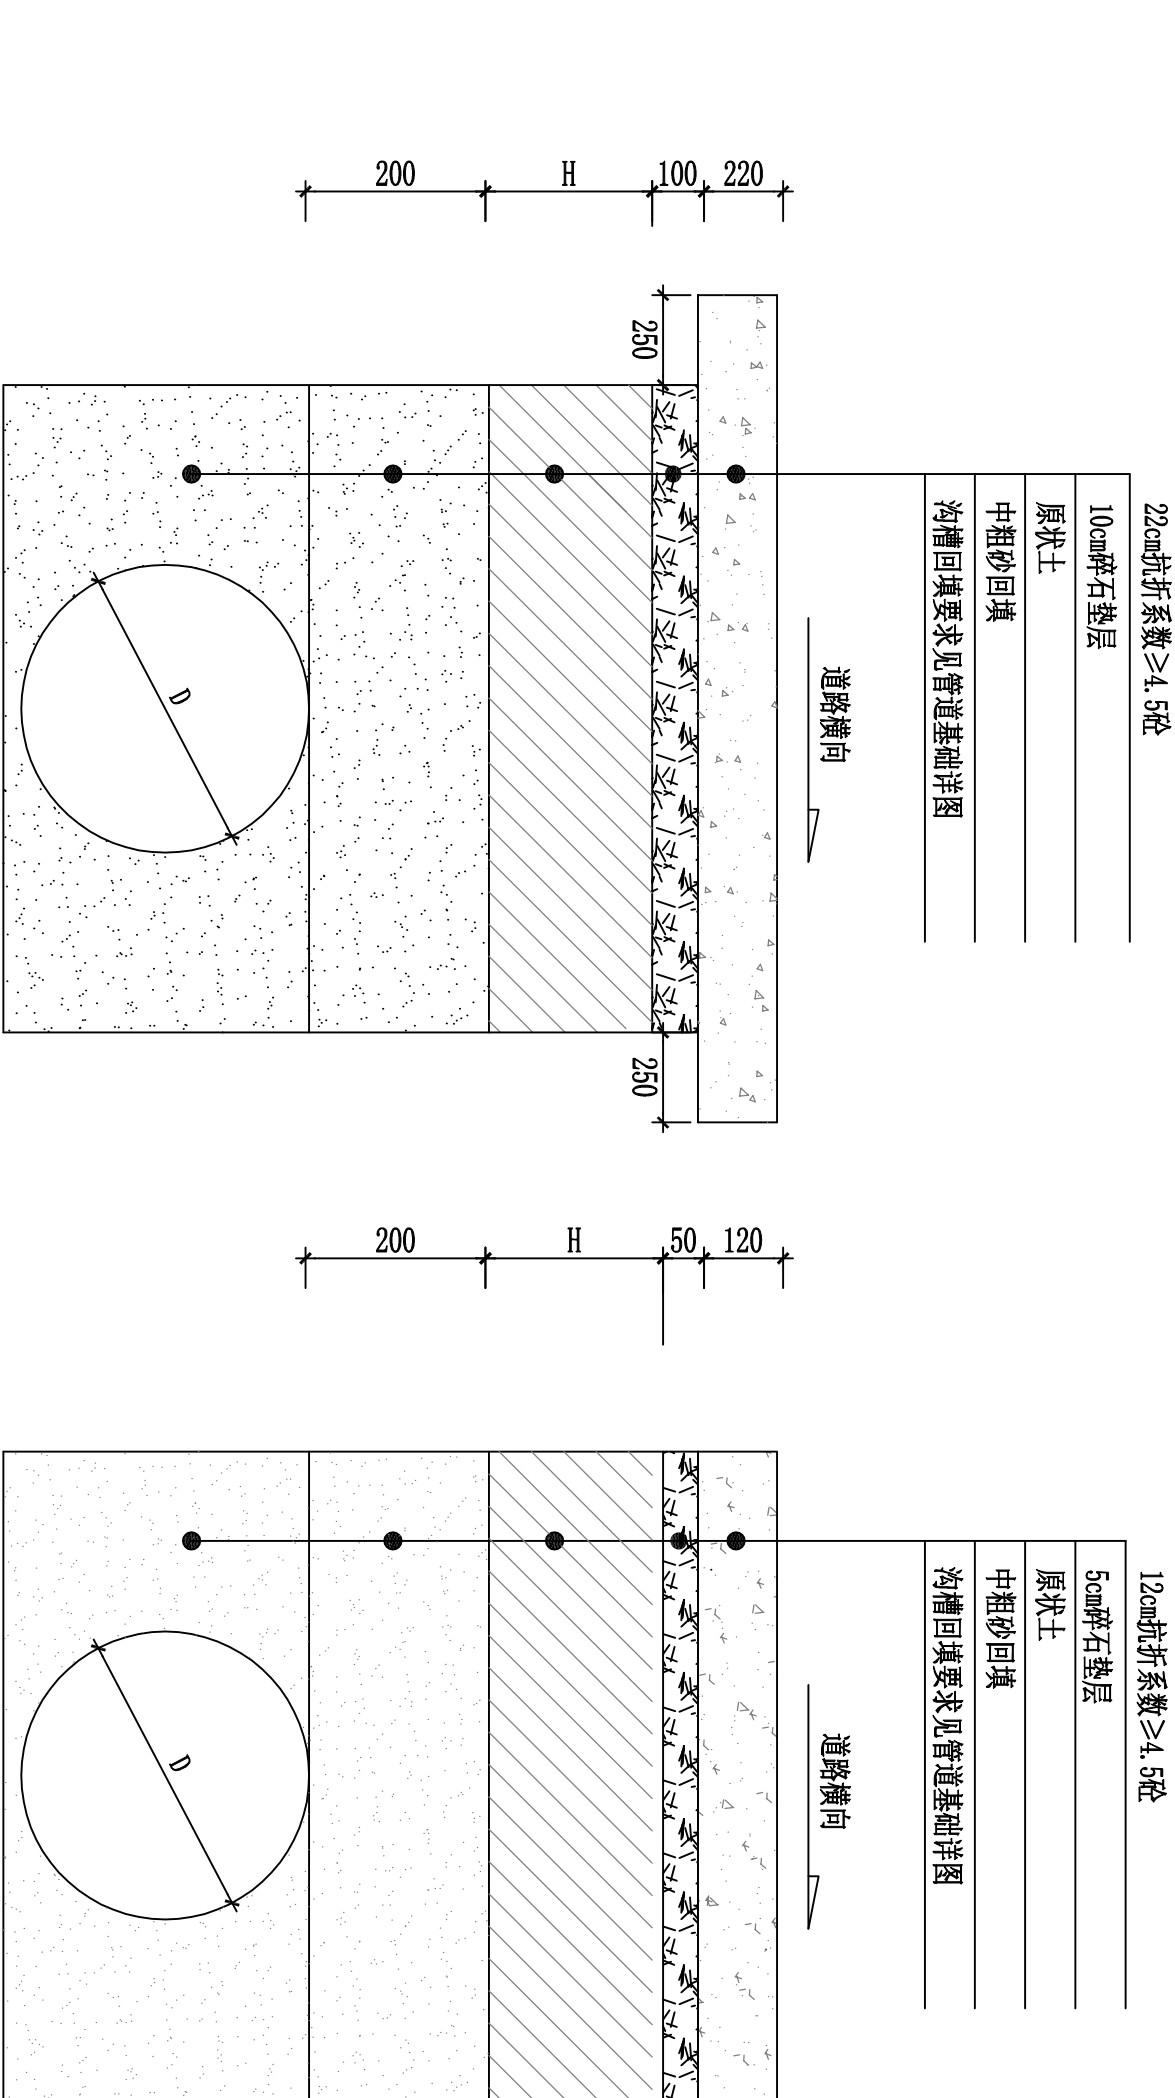 22cm抗折系数≥4.5砼
10cm碎石垫层
原状土
中粗砂回填
沟槽回填要求见管道基础详图
道路横向
220
100
H
200
250
250
D
12cm抗折系数≥4.5砼
5cm碎石垫层
原状土
中粗砂回填
沟槽回填要求见管道基础详图
道路横向
120
50
H
200
D